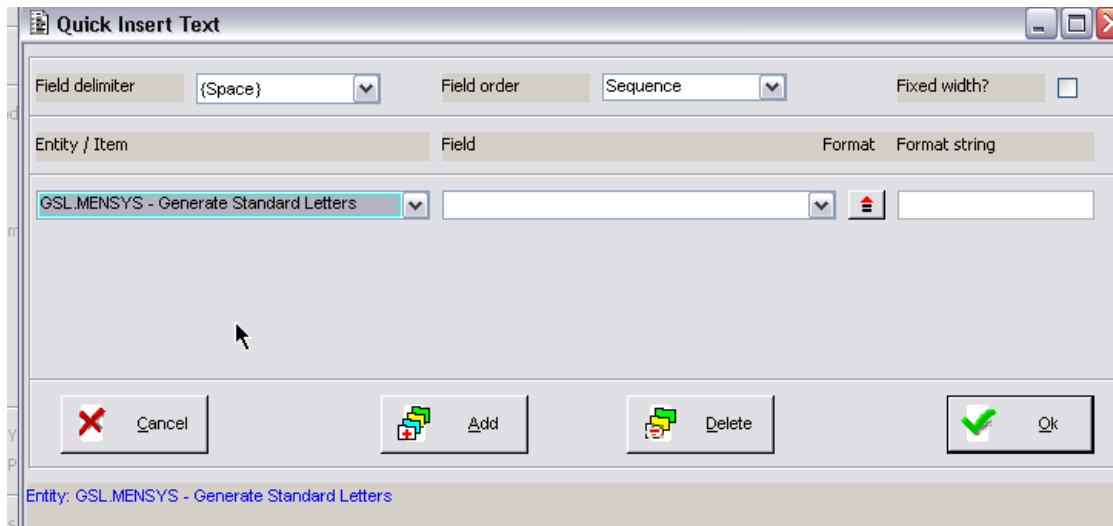 Quick Insert Text
Field delimiter {Space} Field order Sequence Fixed width?
Entity / Item Field Format Format string
GSL.MENSYS - Generate Standard Letters
Cancel Add Delete Ok
Entity: GSL.MENSYS - Generate Standard Letters